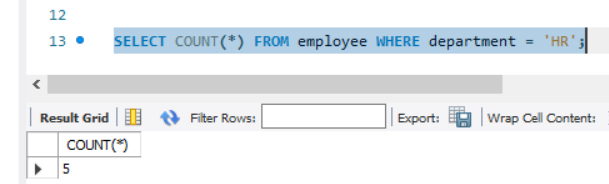 12
13 SELECT COUNT(*) FROM employee WHERE department = 'HR';
Result Grid Filter Rows: Export: Wrap Cell Content:
COUNT(*)
5